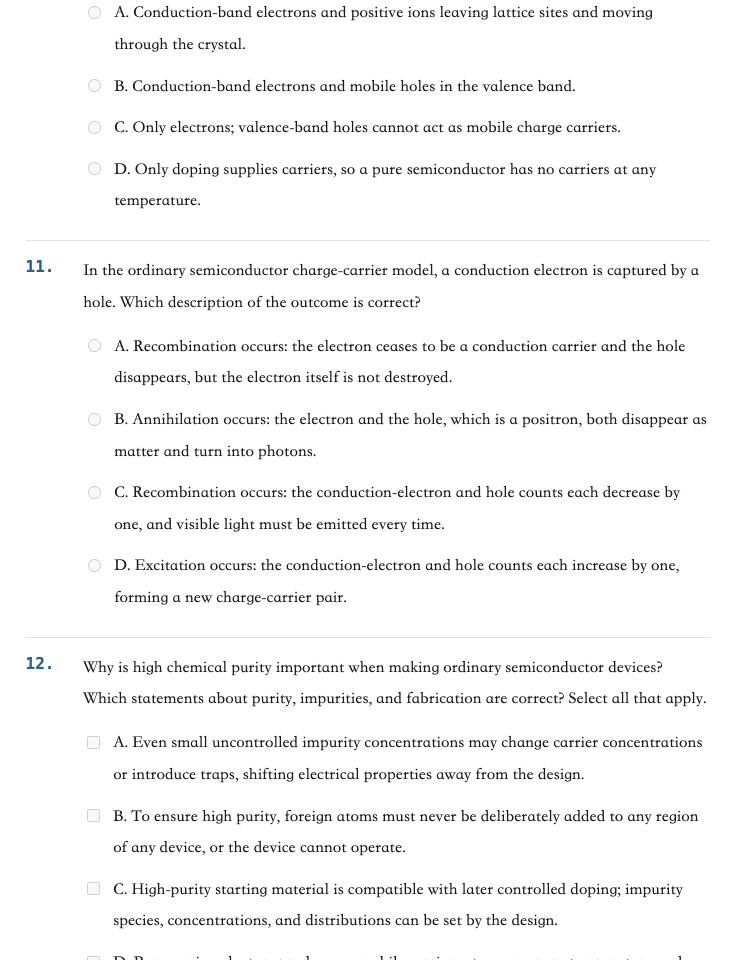 A. Conduction-band electrons and positive ions leaving lattice sites and moving
through the crystal.
B. Conduction-band electrons and mobile holes in the valence band.
C. Only electrons; valence-band holes cannot act as mobile charge carriers.
D. Only doping supplies carriers, so a pure semiconductor has no carriers at any
temperature.
11. In the ordinary semiconductor charge-carrier model, a conduction electron is captured by a
hole. Which description of the outcome is correct?
A. Recombination occurs: the electron ceases to be a conduction carrier and the hole
disappears, but the electron itself is not destroyed.
B. Annihilation occurs: the electron and the hole, which is a positron, both disappear as
matter and turn into photons.
C. Recombination occurs: the conduction-electron and hole counts each decrease by
one, and visible light must be emitted every time.
D. Excitation occurs: the conduction-electron and hole counts each increase by one,
forming a new charge-carrier pair.
12. Why is high chemical purity important when making ordinary semiconductor devices?
Which statements about purity, impurities, and fabrication are correct? Select all that apply.
A. Even small uncontrolled impurity concentrations may change carrier concentrations
or introduce traps, shifting electrical properties away from the design.
B. To ensure high purity, foreign atoms must never be deliberately added to any region
of any device, or the device cannot operate.
C. High-purity starting material is compatible with later controlled doping; impurity
species, concentrations, and distributions can be set by the design.